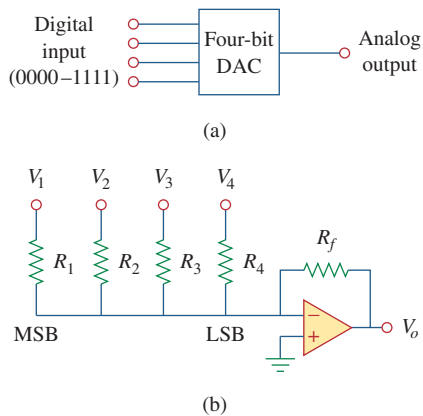 Digital
input
(0000–1111)
Four-bit
DAC
Analog
output
(a)
V1 V2 V3 V4
R1 R2 R3 R4 Rf
MSB LSB − + Vo
(b)